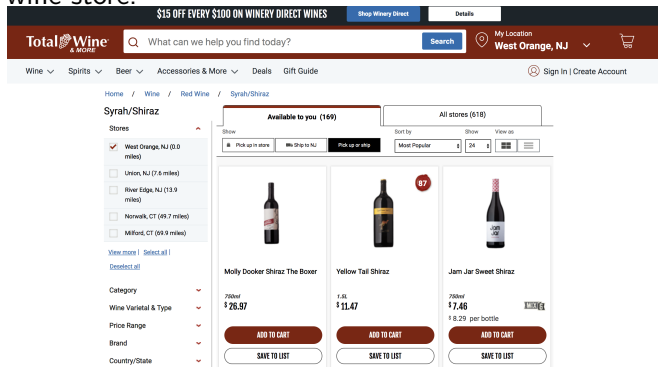 wine store.
$15 OFF EVERY $100 ON WINERY DIRECT WINES Shop Winery Direct Details
Total Wine & MORE
What can we help you find today? Search
My Location
West Orange, NJ
Wine Spirits Beer Accessories & More Deals Gift Guide Sign In | Create Account
Home / Wine / Red Wine / Syrah/Shiraz
Syrah/Shiraz
Stores
West Orange, NJ (0.0 miles)
Union, NJ (7.6 miles)
River Edge, NJ (13.9 miles)
Norwalk, CT (49.7 miles)
Milford, CT (69.9 miles)
View more | Select all |
Deselect all
Category
Wine Varietal & Type
Price Range
Brand
Country/State
Available to you (169) All stores (618)
Show Sort by Show View as
Pick up in store Ship to NJ Pick up or ship Most Popular 24
Molly Dooker Shiraz The Boxer
750ml
$ 26.97
ADD TO CART
SAVE TO LIST
87
Yellow Tail Shiraz
1.5L
$ 11.47
ADD TO CART
SAVE TO LIST
JAM JAR
Jam Jar Sweet Shiraz
750ml
$ 7.46
$ 8.29 per bottle
ADD TO CART
SAVE TO LIST